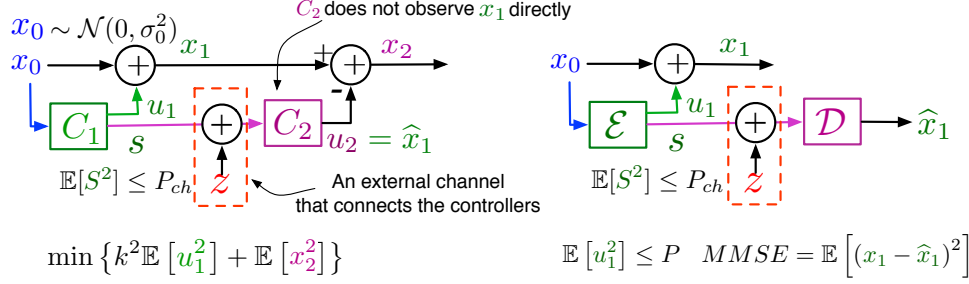 C₂ does not observe x₁ directly
x₀ ∼ 𝒩(0, σ₀²)
x₀
x₁
x₂
+
+
+
-
C₁
u₁
s
+
C₂
u₂ = x̂₁
𝔼[S²] ≤ P_ch
z
An external channel
that connects the controllers
min {k²𝔼 [u₁²] + 𝔼 [x₂²]}
x₀
x₁
+
ℰ
u₁
s
+
𝒟
x̂₁
𝔼[S²] ≤ P_ch
z
𝔼 [u₁²] ≤ P MMSE = 𝔼 [(x₁ − x̂₁)²]